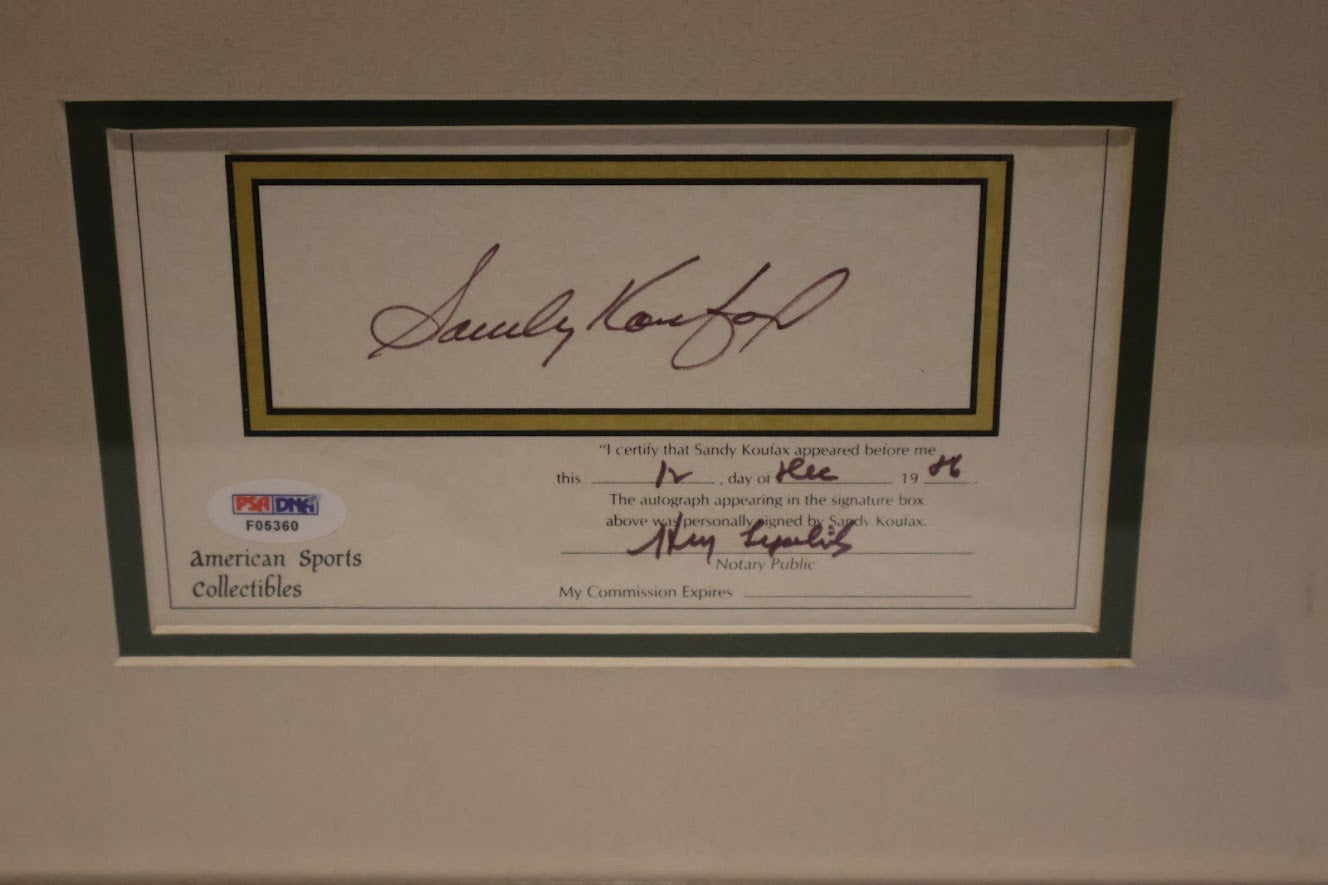 Sandy Koufax
"I certify that Sandy Koufax appeared before me
this 12, day of Dec 19 86
The autograph appearing in the signature box
above was personally signed by Sandy Koufax.
Notary Public
My Commission Expires
PSA DNA
F05360
American Sports
Collectibles